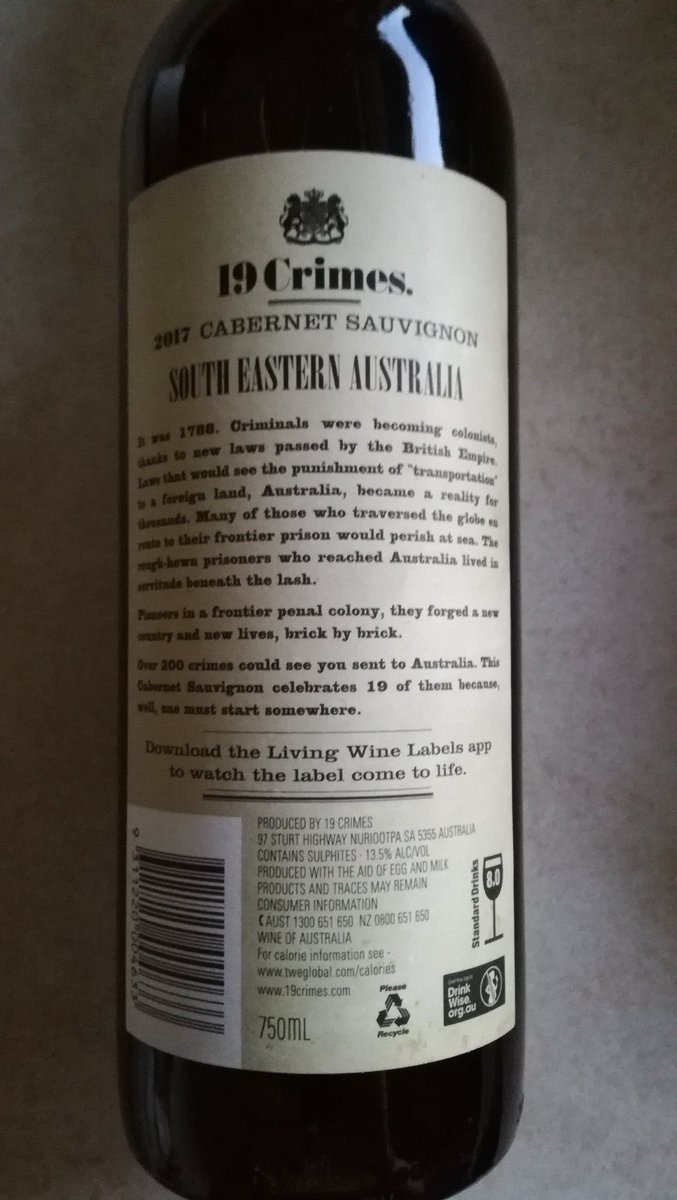 19 Crimes.
2017 CABERNET SAUVIGNON
SOUTH EASTERN AUSTRALIA
It was 1788. Criminals were becoming colonists,
thanks to new laws passed by the British Empire.
Laws that would see the punishment of "transportation"
to a foreign land, Australia, became a reality for
thousands. Many of those who traversed the globe en
route to their frontier prison would perish at sea. The
rough-hewn prisoners who reached Australia lived in
servitude beneath the lash.
Pioneers in a frontier penal colony, they forged a new
country and new lives, brick by brick.
Over 200 crimes could see you sent to Australia. This
Cabernet Sauvignon celebrates 19 of them because,
well, one must start somewhere.
Download the Living Wine Labels app
to watch the label come to life.
PRODUCED BY 19 CRIMES
97 STURT HIGHWAY NURIOOTPA SA 5355 AUSTRALIA
CONTAINS SULPHITES · 13.5% ALC/VOL
PRODUCED WITH THE AID OF EGG AND MILK
PRODUCTS AND TRACES MAY REMAIN
CONSUMER INFORMATION
AUST 1300 651 650 NZ 0800 651 650
WINE OF AUSTRALIA
For calorie information see -
www.tweglobal.com/calories
www.19crimes.com
750ML
Please
Recycle
Standard Drinks
8.0
Get the facts
Drink
Wise.
org.au
9 311220 004633